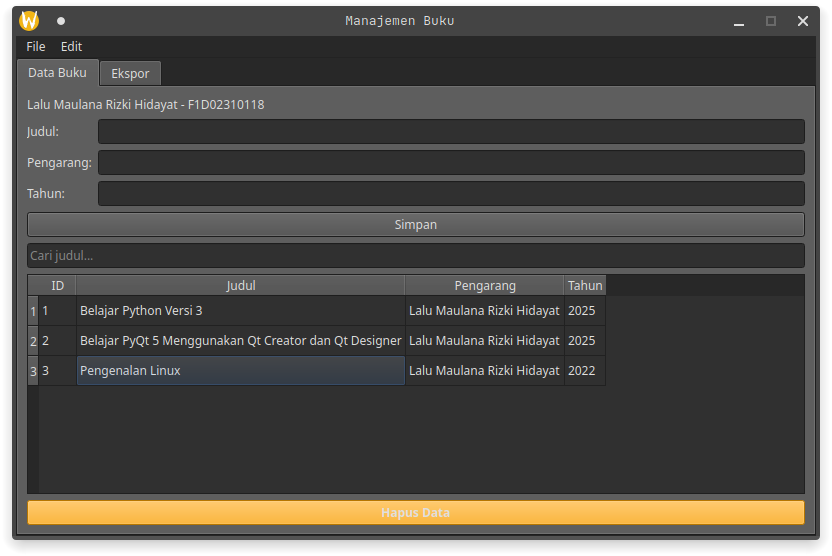 Manajemen Buku
File Edit
Data Buku Ekspor
Lalu Maulana Rizki Hidayat - F1D02310118
Judul:
Pengarang:
Tahun:
Simpan
Cari judul...
ID Judul Pengarang Tahun
1 1 Belajar Python Versi 3 Lalu Maulana Rizki Hidayat 2025
2 2 Belajar PyQt 5 Menggunakan Qt Creator dan Qt Designer Lalu Maulana Rizki Hidayat 2025
3 3 Pengenalan Linux Lalu Maulana Rizki Hidayat 2022
Hapus Data